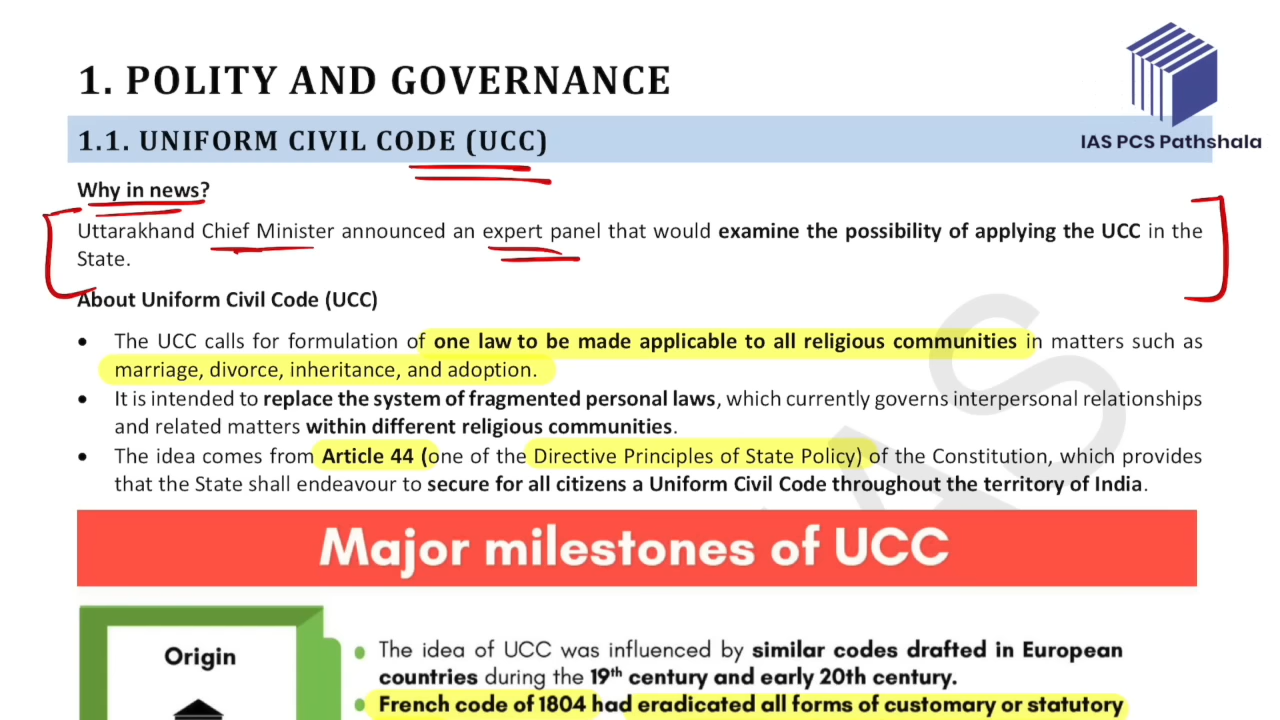 1. POLITY AND GOVERNANCE
IAS PCS Pathshala
1.1. UNIFORM CIVIL CODE (UCC)
Why in news?
Uttarakhand Chief Minister announced an expert panel that would examine the possibility of applying the UCC in the
State.
About Uniform Civil Code (UCC)
• The UCC calls for formulation of one law to be made applicable to all religious communities in matters such as
marriage, divorce, inheritance, and adoption.
• It is intended to replace the system of fragmented personal laws, which currently governs interpersonal relationships
and related matters within different religious communities.
• The idea comes from Article 44 (one of the Directive Principles of State Policy) of the Constitution, which provides
that the State shall endeavour to secure for all citizens a Uniform Civil Code throughout the territory of India.
Major milestones of UCC
Origin
• The idea of UCC was influenced by similar codes drafted in European
countries during the 19th century and early 20th century.
• French code of 1804 had eradicated all forms of customary or statutory